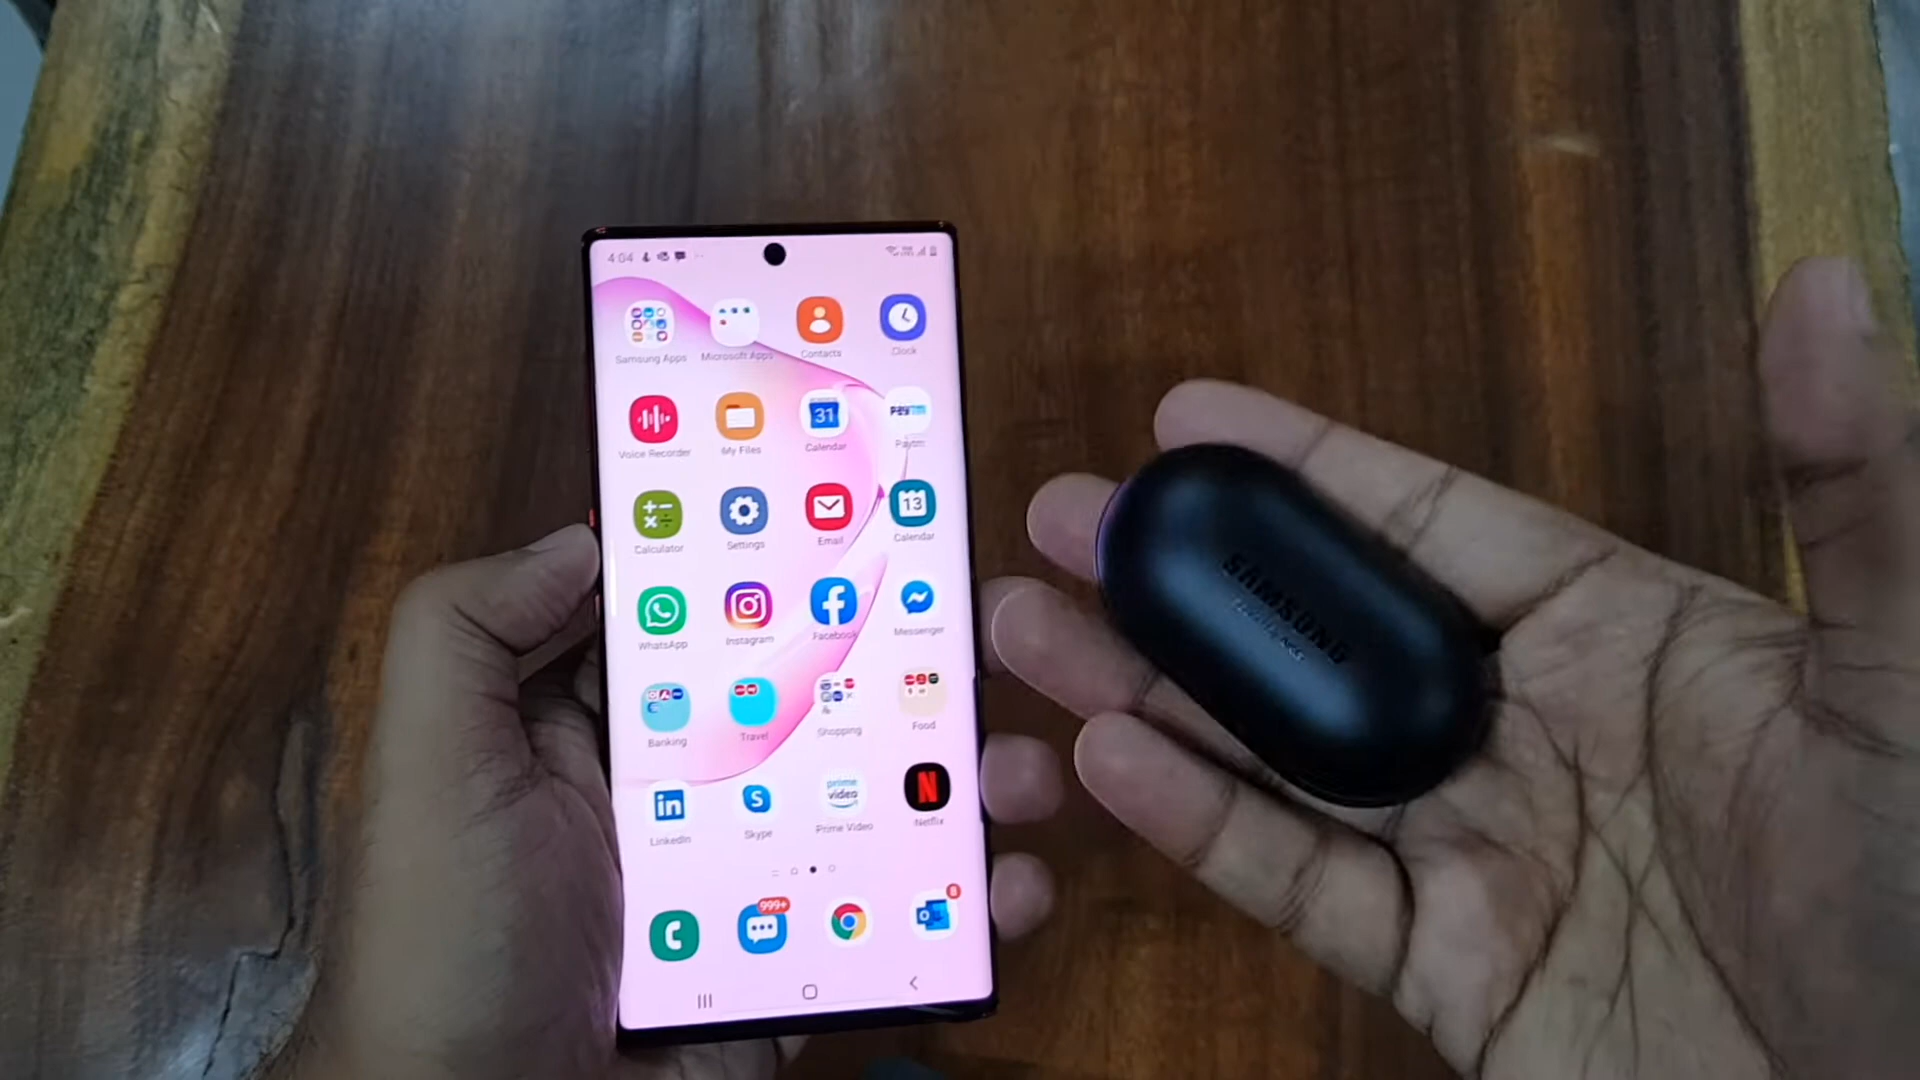 4:04
Samsung Apps
Microsoft Apps
Contacts
Clock
Voice Recorder
My Files
31
Calendar
Paytm
Paytm
Calculator
Settings
Email
13
Calendar
WhatsApp
Instagram
Facebook
Messenger
Banking
Travel
Shopping
Food
in
LinkedIn
S
Skype
prime video
Prime Video
N
Netflix
999+
8
SAMSUNG